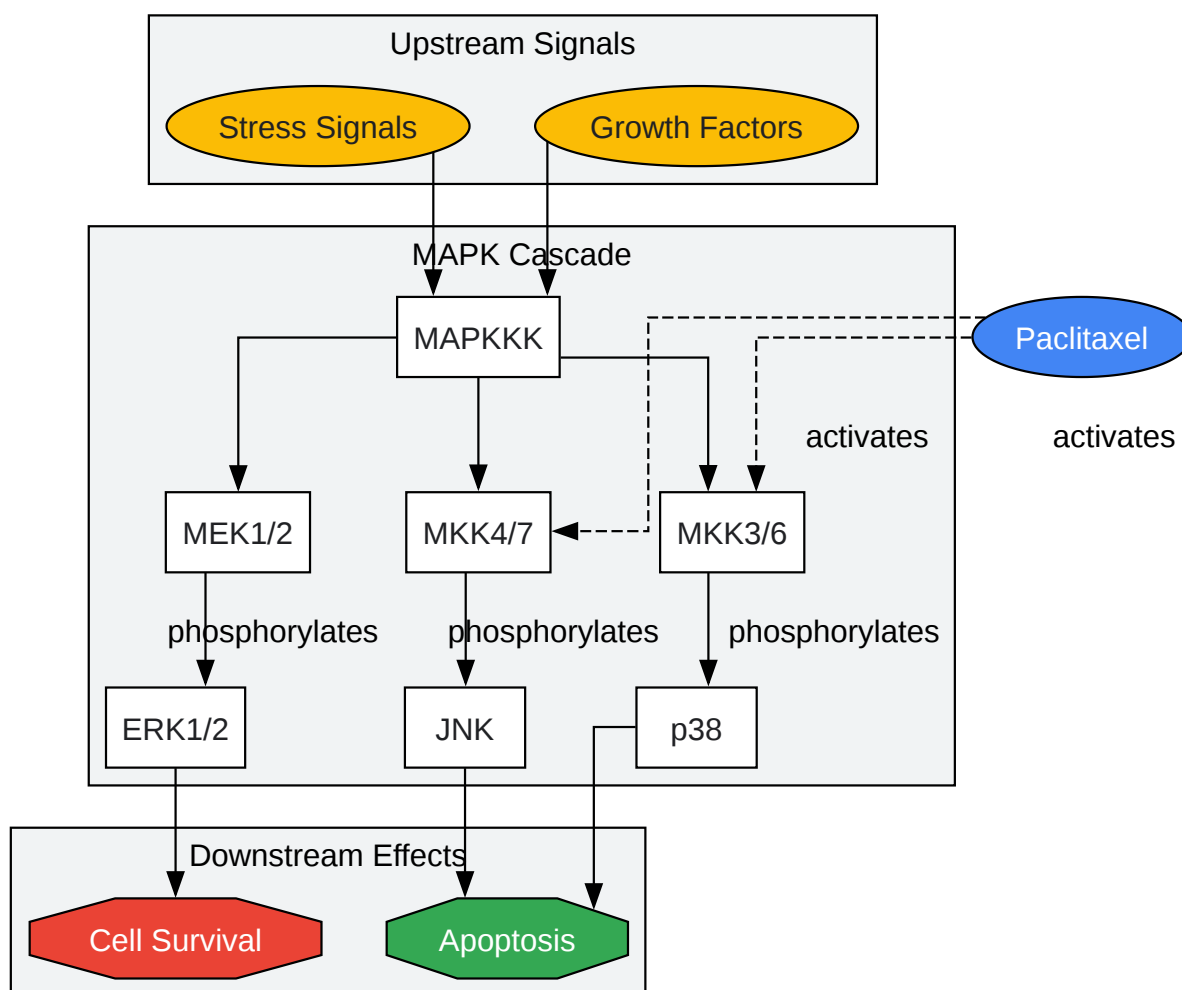 Upstream Signals
Stress Signals
Growth Factors
MAPK Cascade
MAPKKK
Paclitaxel
activates
activates
MEK1/2
MKK4/7
MKK3/6
phosphorylates
phosphorylates
phosphorylates
ERK1/2
JNK
p38
Downstream Effects
Cell Survival
Apoptosis